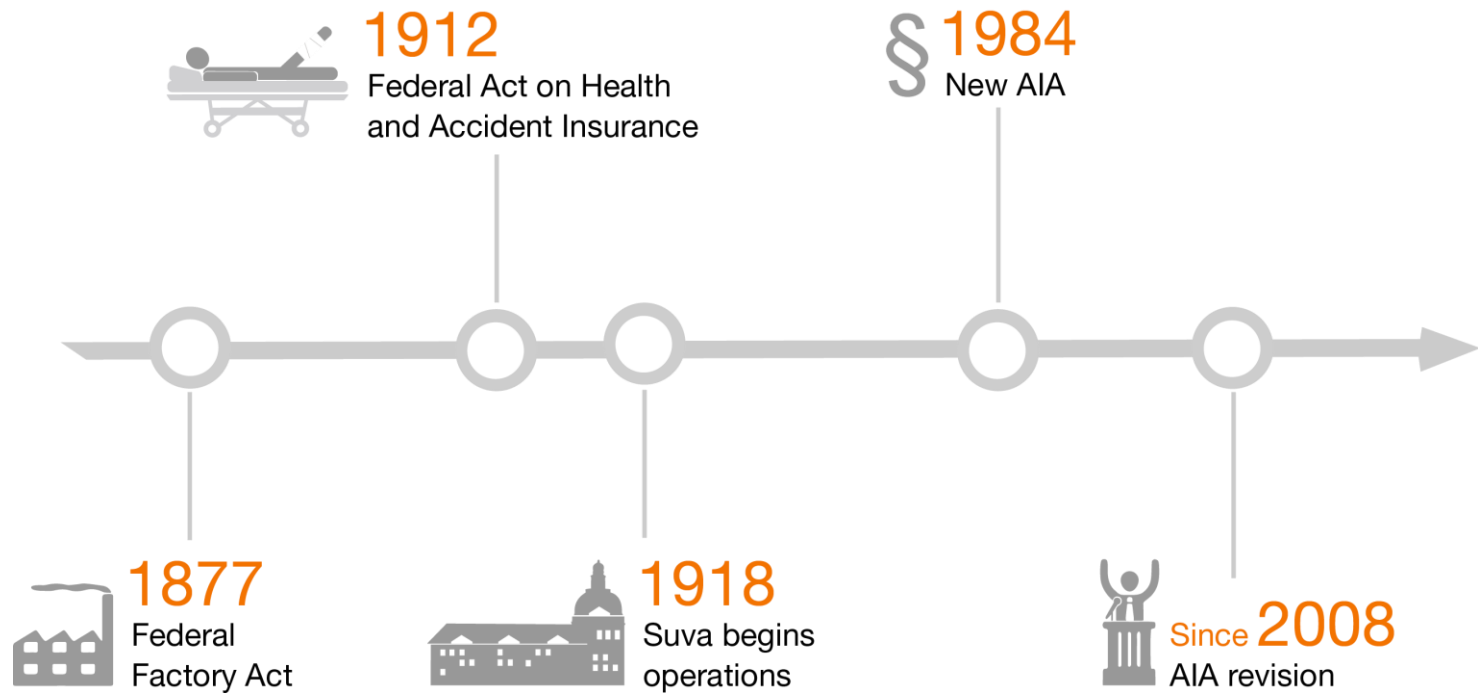 1912
Federal Act on Health
and Accident Insurance
§ 1984
New AIA
1877
Federal
Factory Act
1918
Suva begins
operations
Since 2008
AIA revision